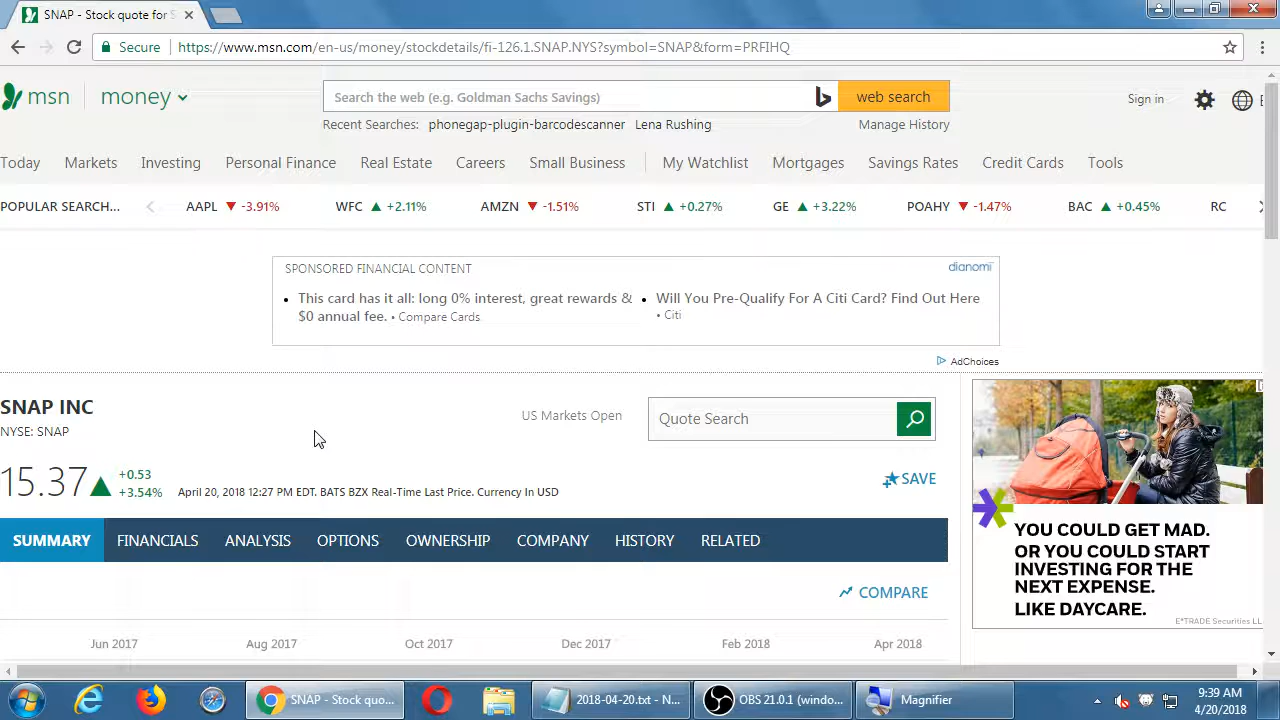 SNAP - Stock quote for S
Secure https://www.msn.com/en-us/money/stockdetails/fi-126.1.SNAP.NYS?symbol=SNAP&form=PRFIHQ
msn money Search the web (e.g. Goldman Sachs Savings) web search Sign in
Recent Searches: phonegap-plugin-barcodescanner Lena Rushing Manage History
Today Markets Investing Personal Finance Real Estate Careers Small Business My Watchlist Mortgages Savings Rates Credit Cards Tools
POPULAR SEARCH... AAPL -3.91% WFC +2.11% AMZN -1.51% STI +0.27% GE +3.22% POAHY -1.47% BAC +0.45% RC
SPONSORED FINANCIAL CONTENT dianomi
• This card has it all: long 0% interest, great rewards &
$0 annual fee. • Compare Cards
• Will You Pre-Qualify For A Citi Card? Find Out Here
• Citi
AdChoices
SNAP INC
NYSE: SNAP
US Markets Open
Quote Search
15.37 +0.53
+3.54% April 20, 2018 12:27 PM EDT. BATS BZX Real-Time Last Price. Currency In USD
SAVE
SUMMARY FINANCIALS ANALYSIS OPTIONS OWNERSHIP COMPANY HISTORY RELATED
COMPARE
Jun 2017 Aug 2017 Oct 2017 Dec 2017 Feb 2018 Apr 2018
YOU COULD GET MAD.
OR YOU COULD START
INVESTING FOR THE
NEXT EXPENSE.
LIKE DAYCARE.
E*TRADE Securities LL
SNAP - Stock quo... 2018-04-20.txt - N... OBS 21.0.1 (windo... Magnifier
9:39 AM
4/20/2018